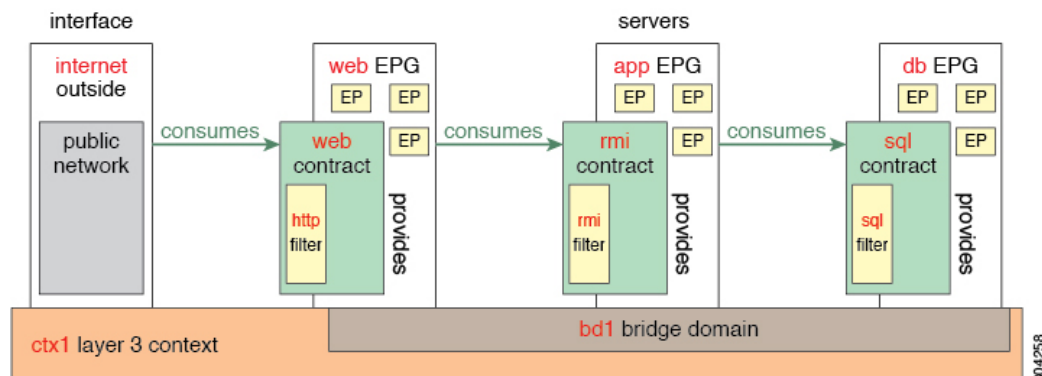 interface
servers
internet
outside
public
network
consumes
web EPG
EP
EP
EP
web
contract
http
filter
provides
consumes
app EPG
EP
EP
EP
rmi
contract
rmi
filter
provides
consumes
db EPG
EP
EP
EP
sql
contract
sql
filter
provides
ctx1 layer 3 context
bd1 bridge domain